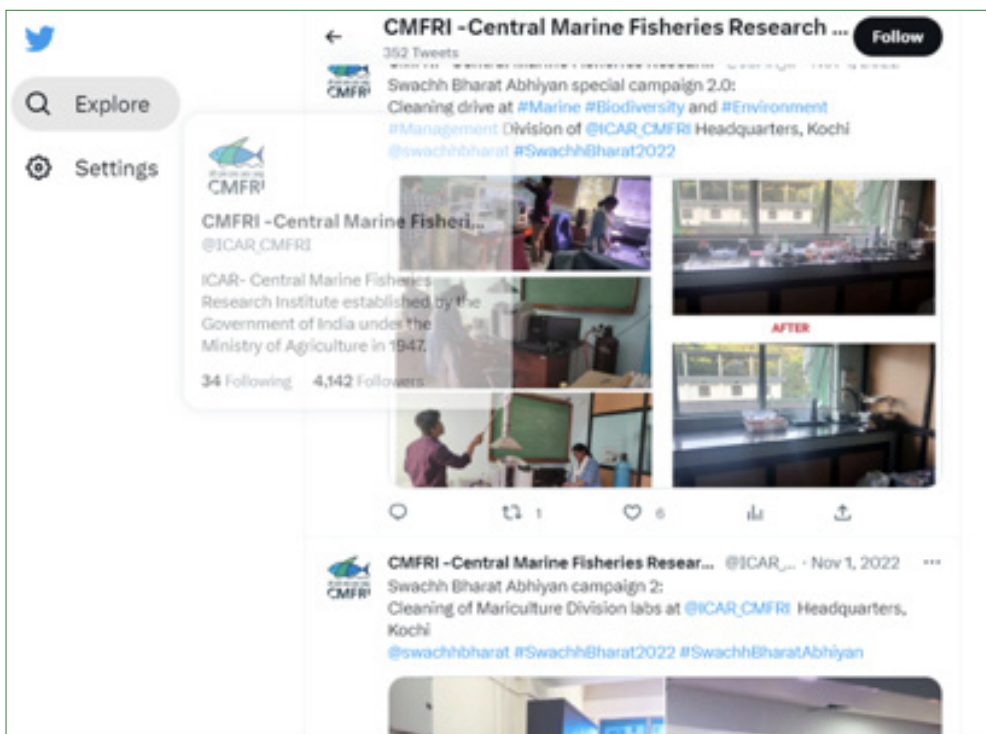 CMFRI -Central Marine Fisheries Research ...
352 Tweets
Follow
Explore
Settings
CMFRI
Nov
2022
Swachh Bharat Abhiyan special campaign 2.0:
Cleaning drive at #Marine #Biodiversity and #Environment
#Management Division of @ICAR_CMFRI Headquarters, Kochi
@swachhbharat #SwachhBharat2022
CMFRI
CMFRI -Central Marine Fisheri...
@ICAR_CMFRI
ICAR- Central Marine Fisheries
Research Institute established by the
Government of India under the
Ministry of Agriculture in 1947.
34 Following 4,142 Followers
AFTER
1 6
CMFRI -Central Marine Fisheries Resear... @ICAR_... · Nov 1, 2022
CMFRI
Swachh Bharat Abhiyan campaign 2:
Cleaning of Mariculture Division labs at @ICAR_CMFRI Headquarters,
Kochi
@swachhbharat #SwachhBharat2022 #SwachhBharatAbhiyan